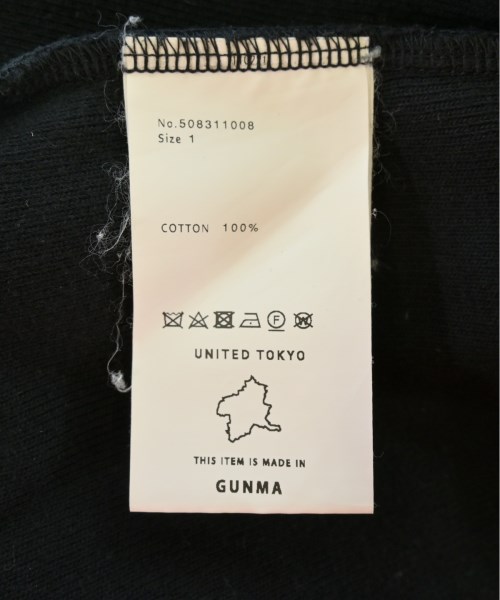 No.508311008
Size 1
COTTON 100%
F W
UNITED TOKYO
THIS ITEM IS MADE IN
GUNMA